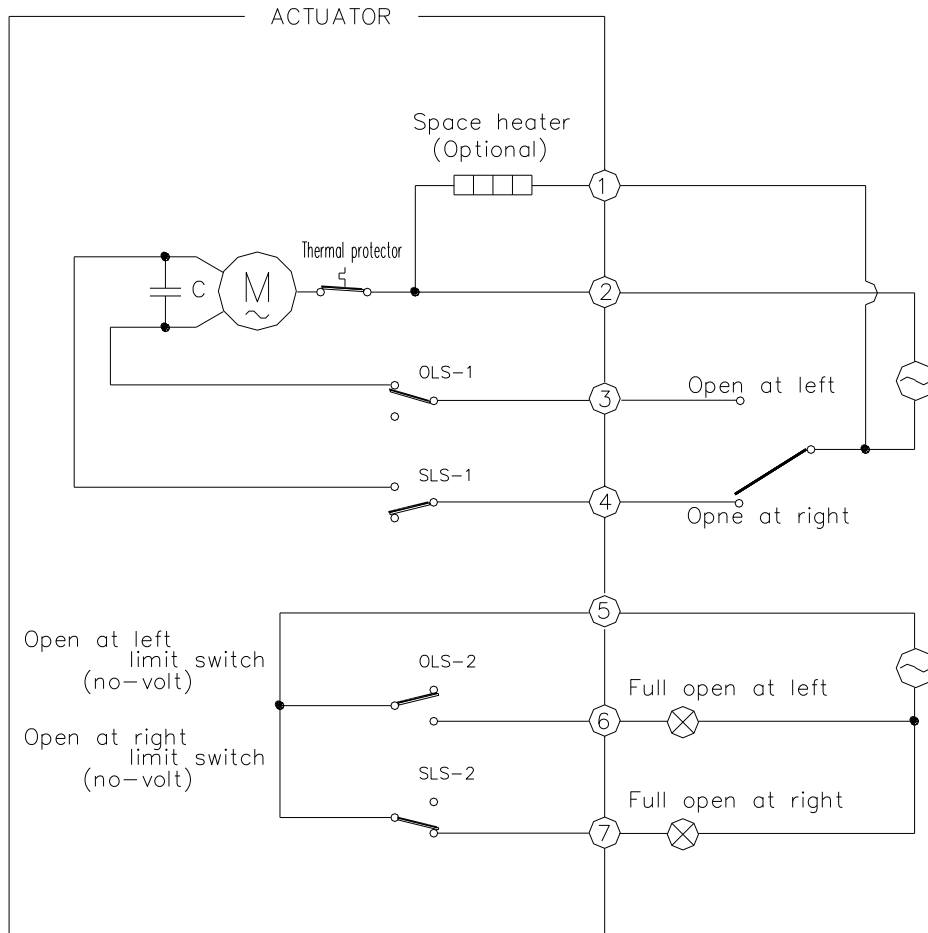 ACTUATOR
Space heater
(Optional)
1
Thermal protector
C
M
2
OLS-1
3
Open at left
SLS-1
4
Opne at right
5
Open at left
limit switch
(no-volt)
OLS-2
Full open at left
6
Open at right
limit switch
(no-volt)
SLS-2
Full open at right
7